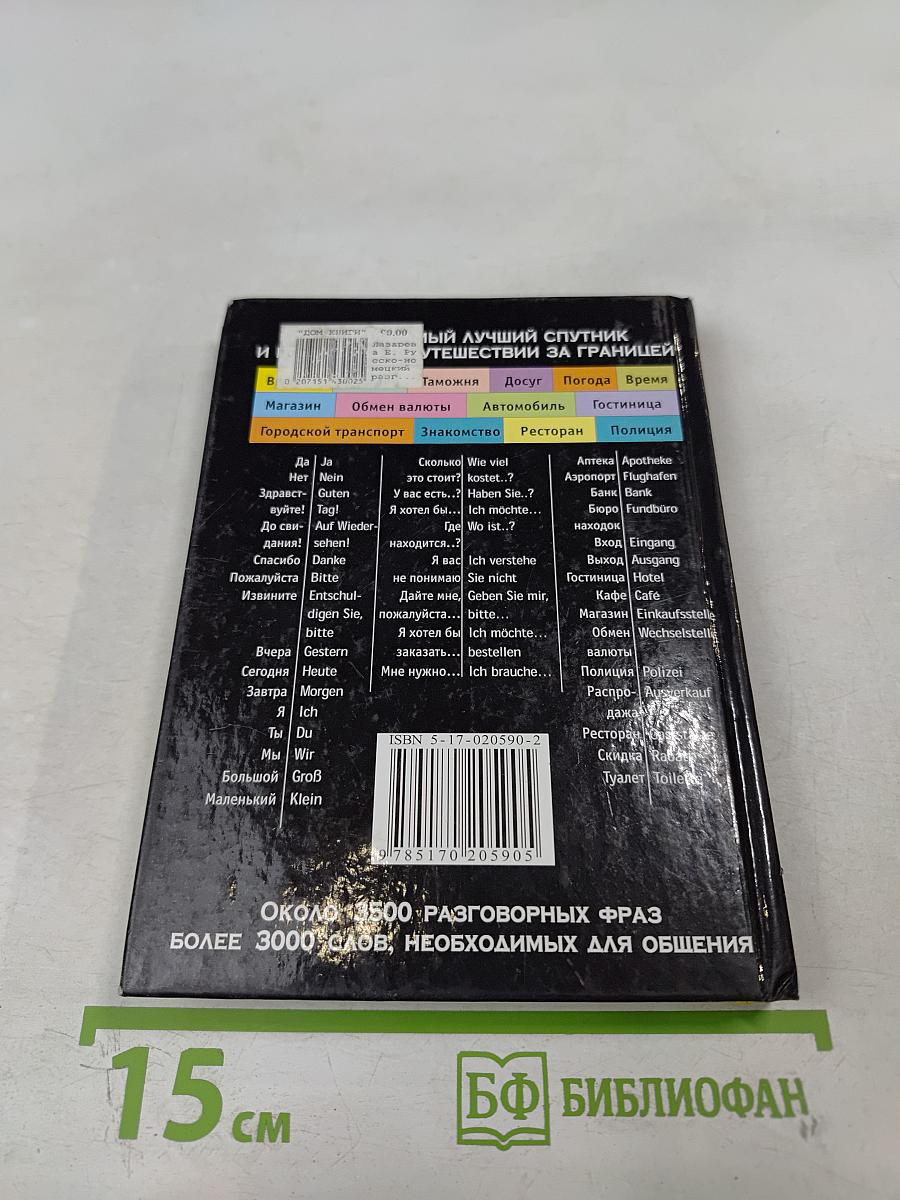 "ДОМ КНИГИ"
Лазарев
а Е. Ру
сско-не
мецкий
разг...
0 207151 430025
ЫЙ ЛУЧШИЙ СПУТНИК
И
УТЕШЕСТВИИ ЗА ГРАНИЦЕЙ
Таможня Досуг Погода Время
Магазин Обмен валюты Автомобиль Гостиница
Городской транспорт Знакомство Ресторан Полиция
Да Ja
Нет Nein
Здравст- Guten
вуйте! Tag!
До сви- Auf Wieder-
дания! sehen!
Спасибо Danke
Пожалуйста Bitte
Извините Entschul-
digen Sie,
bitte
Вчера Gestern
Сегодня Heute
Завтра Morgen
Я Ich
Ты Du
Мы Wir
Большой Groß
Маленький Klein
Сколько Wie viel
это стоит? kostet..?
У вас есть..? Haben Sie..?
Я хотел бы... Ich möchte...
Где Wo ist..?
находится..?
Я вас Ich verstehe
не понимаю Sie nicht
Дайте мне, Geben Sie mir,
пожалуйста... bitte...
Я хотел бы Ich möchte...
заказать... bestellen
Мне нужно... Ich brauche...
Аптека Apotheke
Аэропорт Flughafen
Банк Bank
Бюро Fundbüro
находок
Вход Eingang
Выход Ausgang
Гостиница Hotel
Кафе Café
Магазин Einkaufsstell
Обмен Wechselstell
валюты
Полиция Polizei
Распро- Ausverkauf
дажа
Ресторан
Скидка Rabatt
Туалет Toilette
ISBN 5-17-020590-2
9 785170 205905
Около 3500 разговорных фраз
более 3000 слов, необходимых для общения
15 см
БФ БИБЛИОФАН